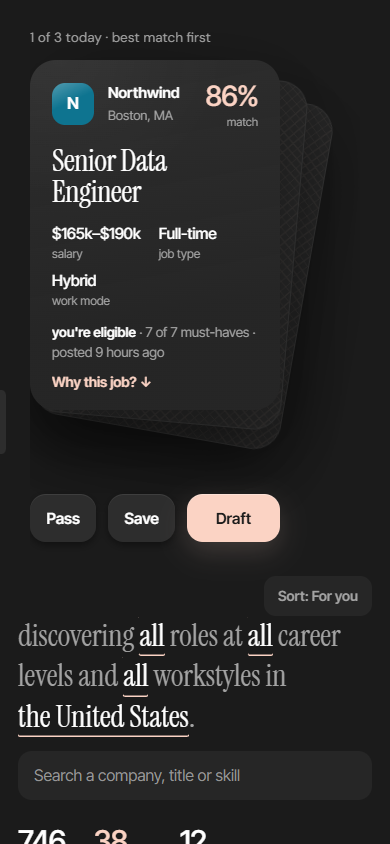 1 of 3 today · best match first
N
Northwind
Boston, MA
86%
match
Senior Data
Engineer
$165k–$190k Full-time
salary job type
Hybrid
work mode
you're eligible · 7 of 7 must-haves ·
posted 9 hours ago
Why this job? ↓
Pass Save Draft
Sort: For you
discovering all roles at all career
levels and all workstyles in
the United States.
Search a company, title or skill
746 38 12